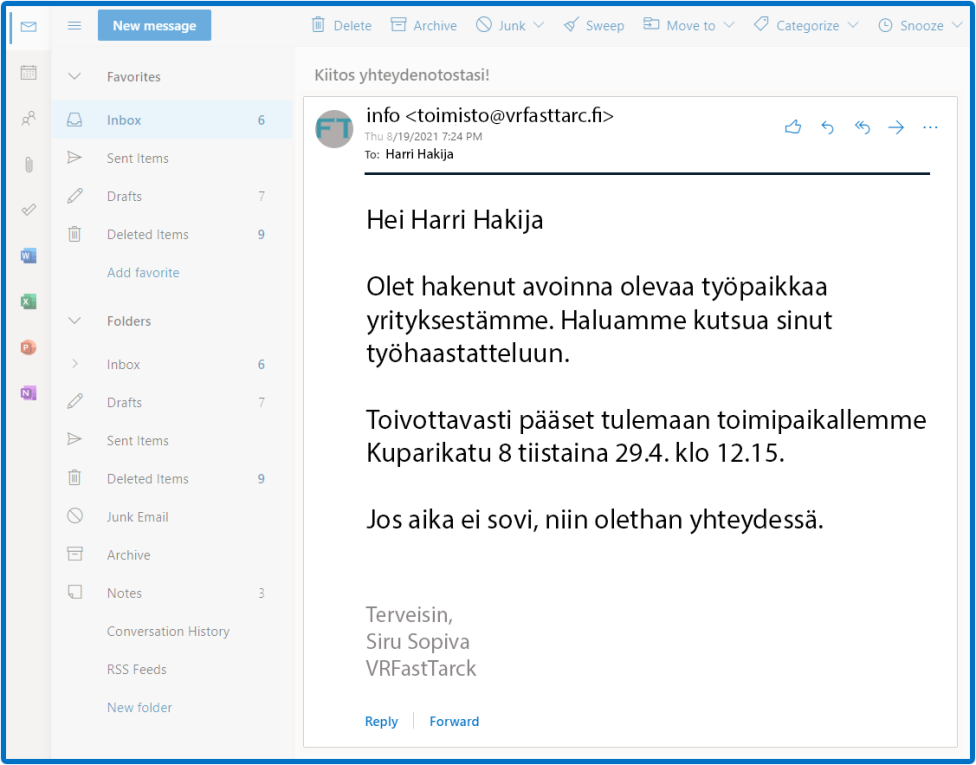 New message
Delete
Archive
Junk
Sweep
Move to
Categorize
Snooze
Favorites
Inbox 6
Sent Items
Drafts 7
Deleted Items 9
Add favorite
Folders
Inbox 6
Drafts 7
Sent Items
Deleted Items 9
Junk Email
Archive
Notes 3
Conversation History
RSS Feeds
New folder
Kiitos yhteydenotostasi!
FT
info <toimisto@vrfasttarc.fi>
Thu 8/19/2021 7:24 PM
To: Harri Hakija
Hei Harri Hakija
Olet hakenut avoinna olevaa työpaikkaa
yrityksestämme. Haluamme kutsua sinut
työhaastatteluun.
Toivottavasti pääset tulemaan toimipaikallemme
Kuparikatu 8 tiistaina 29.4. klo 12.15.
Jos aika ei sovi, niin olethan yhteydessä.
Terveisin,
Siru Sopiva
VRFastTarck
Reply
Forward